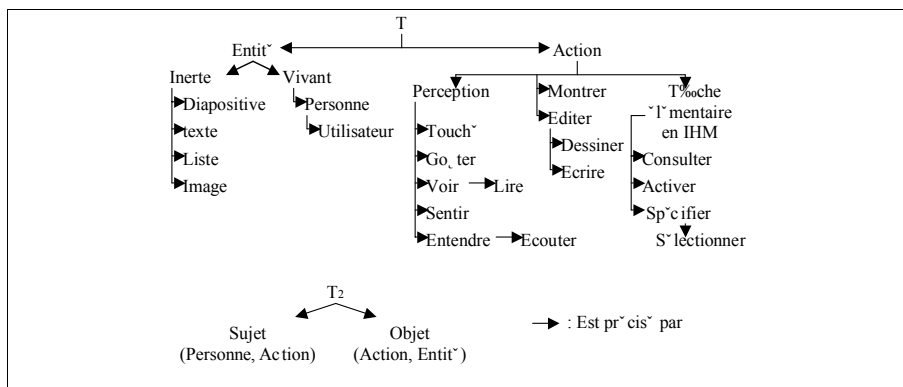 T
Entitˇ Action
Inerte Vivant Perception Montrer T‰che
Diapositive Personne Editer ˇlˇmentaire
texte Utilisateur Touchˇ Dessiner en IHM
Liste Go˛ter Ecrire Consulter
Image Voir Lire Activer
Sentir Spˇcifier
Entendre Ecouter Sˇlectionner
T2
Sujet Objet : Est prˇcisˇ par
(Personne, Action) (Action, Entitˇ)